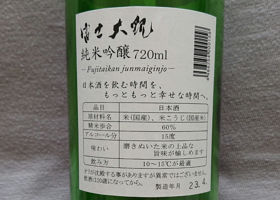 富士大観
純米吟醸 720ml
—Fujitaikan junmaiginjo—
日本酒を飲む時間を、
もっともっと幸せな時間へ。
品目 日本酒
原材料名 米(国産)、米こうじ(国産米)
精米歩合 60%
アルコール分 15度
味わい 磨きぬいた米の上品な
旨味が愉しめます
飲み方 10〜15℃が最適
製造年月 23.4